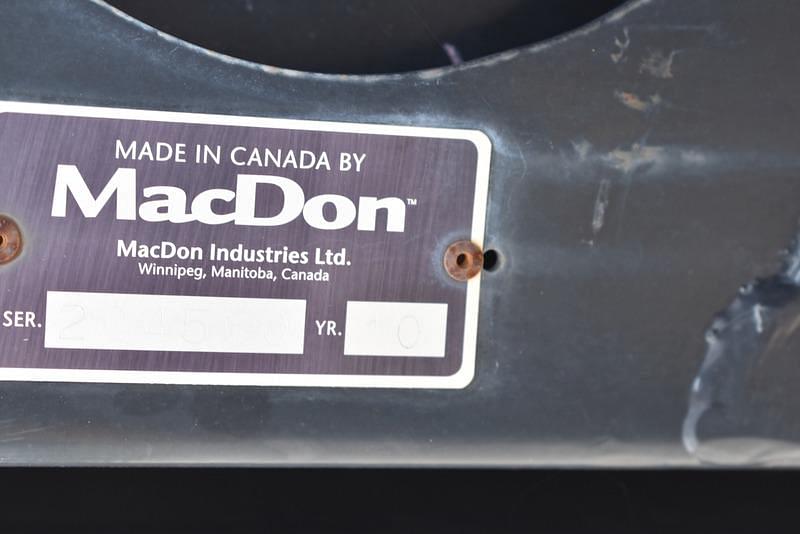 MADE IN CANADA BY
MacDon™
MacDon Industries Ltd.
Winnipeg, Manitoba, Canada
SER.
YR.